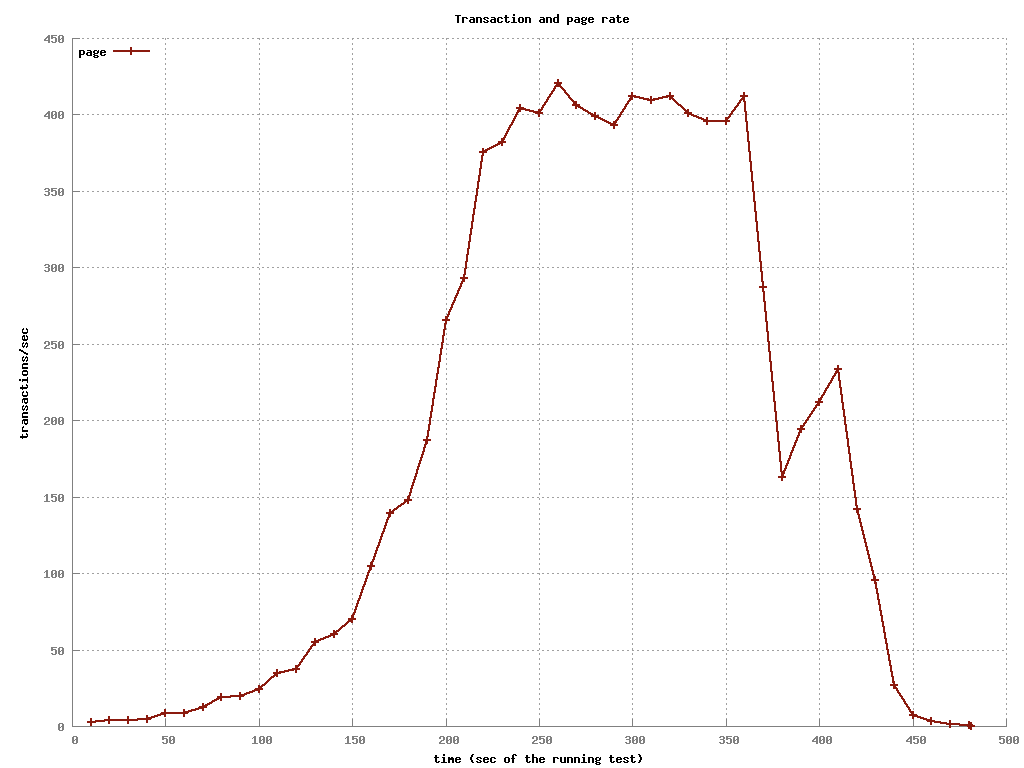 Transaction and page rate
450
page
400
350
300
250
200
150
100
50
0
transactions/sec
0 50 100 150 200 250 300 350 400 450 500
time (sec of the running test)